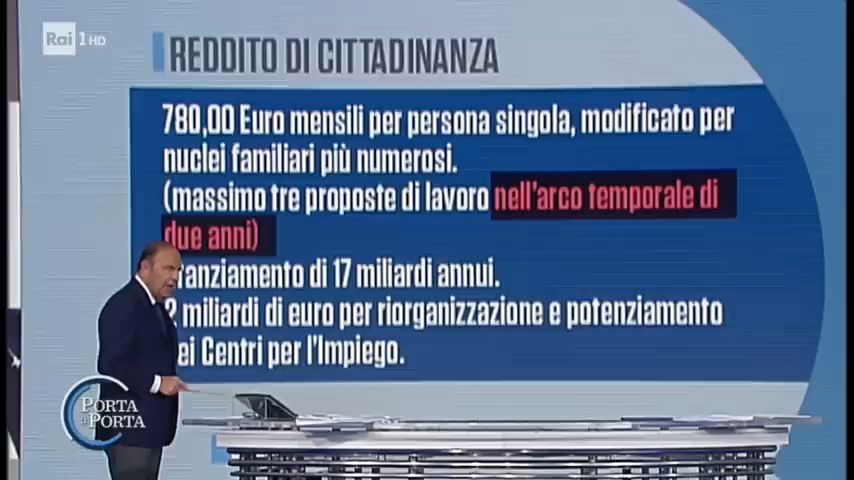 Rai 1 HD
REDDITO DI CITTADINANZA
780,00 Euro mensili per persona singola, modificato per
nuclei familiari più numerosi.
(massimo tre proposte di lavoro nell'arco temporale di
due anni)
anziamento di 17 miliardi annui.
2 miliardi di euro per riorganizzazione e potenziamento
ei Centri per l'Impiego.
PORTA
a PORTA